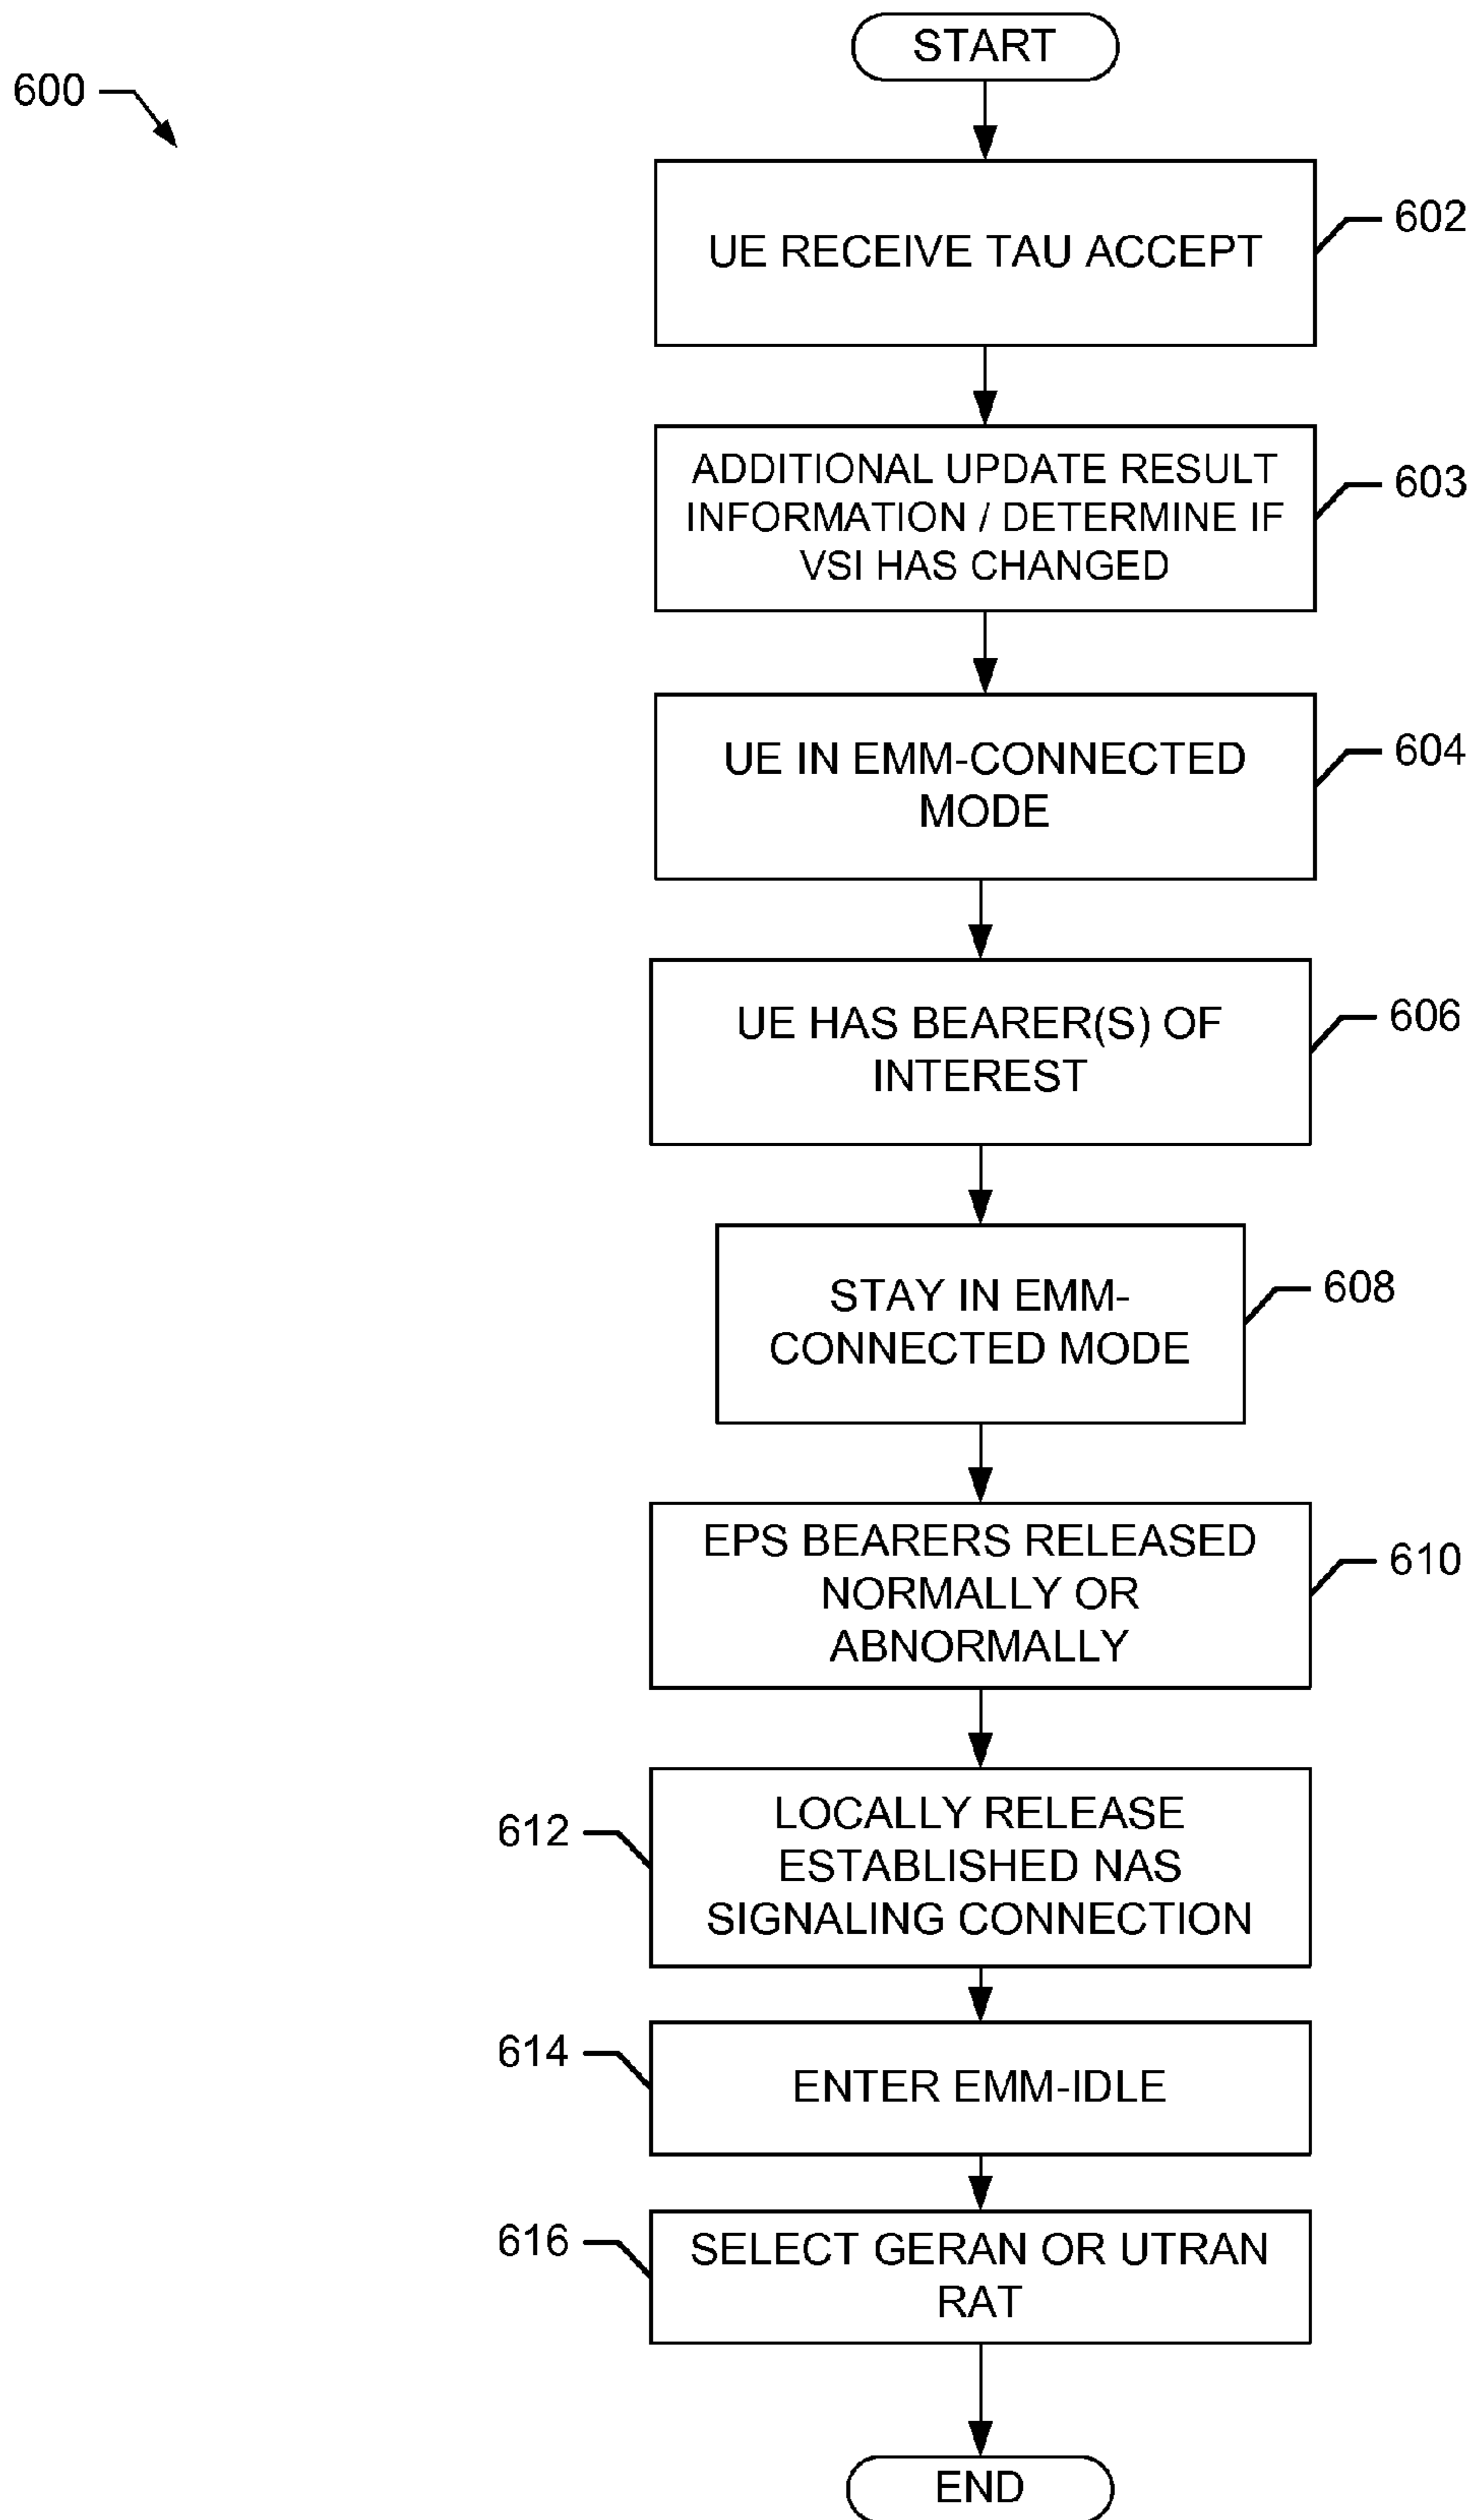 START
600
UE RECEIVE TAU ACCEPT
602
ADDITIONAL UPDATE RESULT
INFORMATION / DETERMINE IF
VSI HAS CHANGED
603
UE IN EMM-CONNECTED
MODE
604
UE HAS BEARER(S) OF
INTEREST
606
STAY IN EMM-
CONNECTED MODE
608
EPS BEARERS RELEASED
NORMALLY OR
ABNORMALLY
610
612
LOCALLY RELEASE
ESTABLISHED NAS
SIGNALING CONNECTION
614
ENTER EMM-IDLE
616
SELECT GERAN OR UTRAN
RAT
END